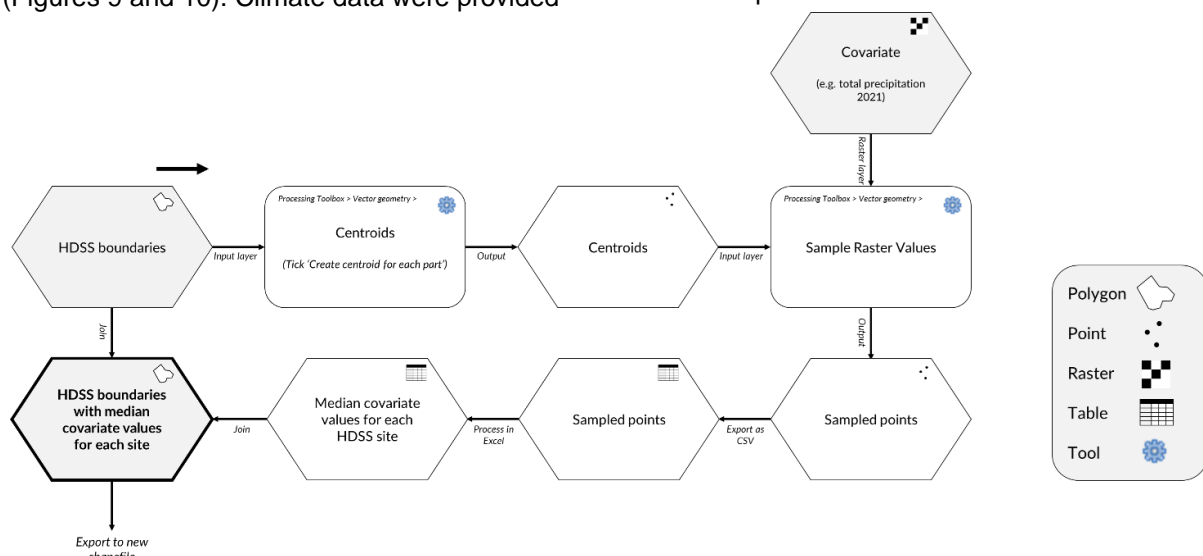 (Figures 9 and 10). Climate data were provided
Covariate
(e.g. total precipitation
2021)
Raster layer
HDSS boundaries
Input layer
Processing Toolbox > Vector geometry >
Centroids
(Tick 'Create centroid for each part')
Output
Centroids
Input layer
Processing Toolbox > Vector geometry >
Sample Raster Values
Join
Output
HDSS boundaries
with median
covariate values
for each site
Join
Median covariate
values for each
HDSS site
Process in
Excel
Sampled points
Export as
CSV
Sampled points
Export to new
shapefile
Polygon
Point
Raster
Table
Tool